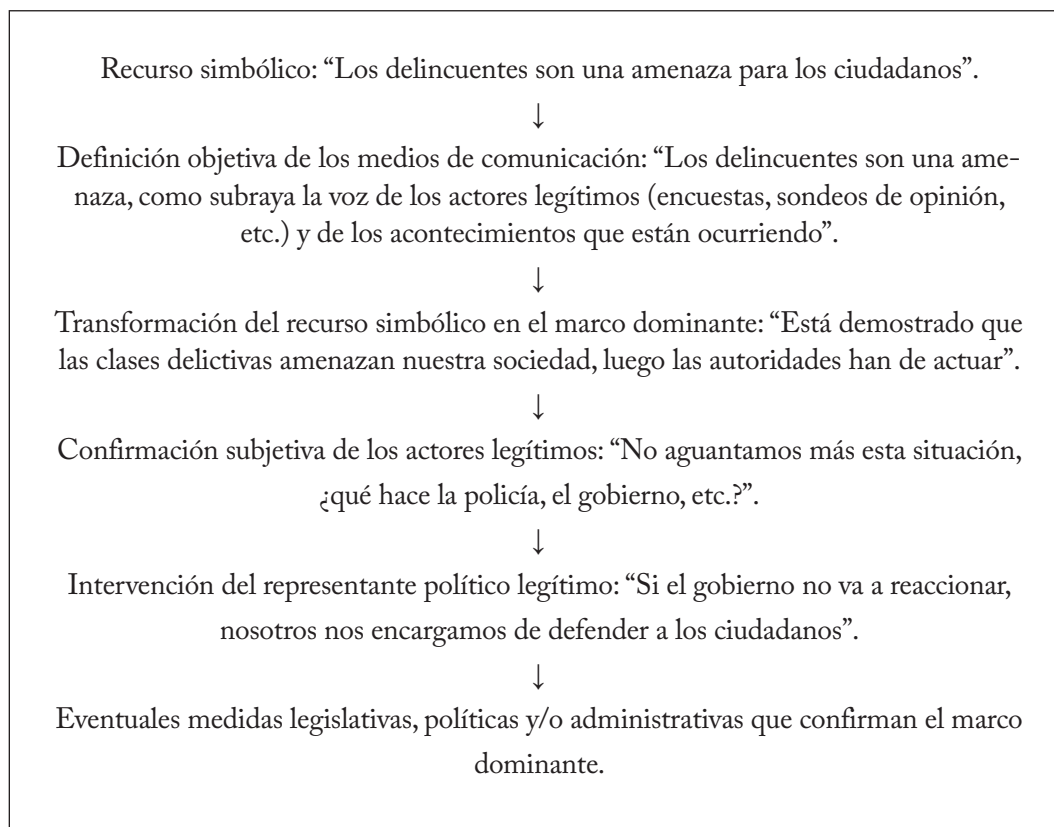 Recurso simbólico: “Los delincuentes son una amenaza para los ciudadanos”.
↓
Definición objetiva de los medios de comunicación: “Los delincuentes son una ame-
naza, como subraya la voz de los actores legítimos (encuestas, sondeos de opinión,
etc.) y de los acontecimientos que están ocurriendo”.
↓
Transformación del recurso simbólico en el marco dominante: “Está demostrado que
las clases delictivas amenazan nuestra sociedad, luego las autoridades han de actuar”.
↓
Confirmación subjetiva de los actores legítimos: “No aguantamos más esta situación,
¿qué hace la policía, el gobierno, etc.?”.
↓
Intervención del representante político legítimo: “Si el gobierno no va a reaccionar,
nosotros nos encargamos de defender a los ciudadanos”.
↓
Eventuales medidas legislativas, políticas y/o administrativas que confirman el marco
dominante.